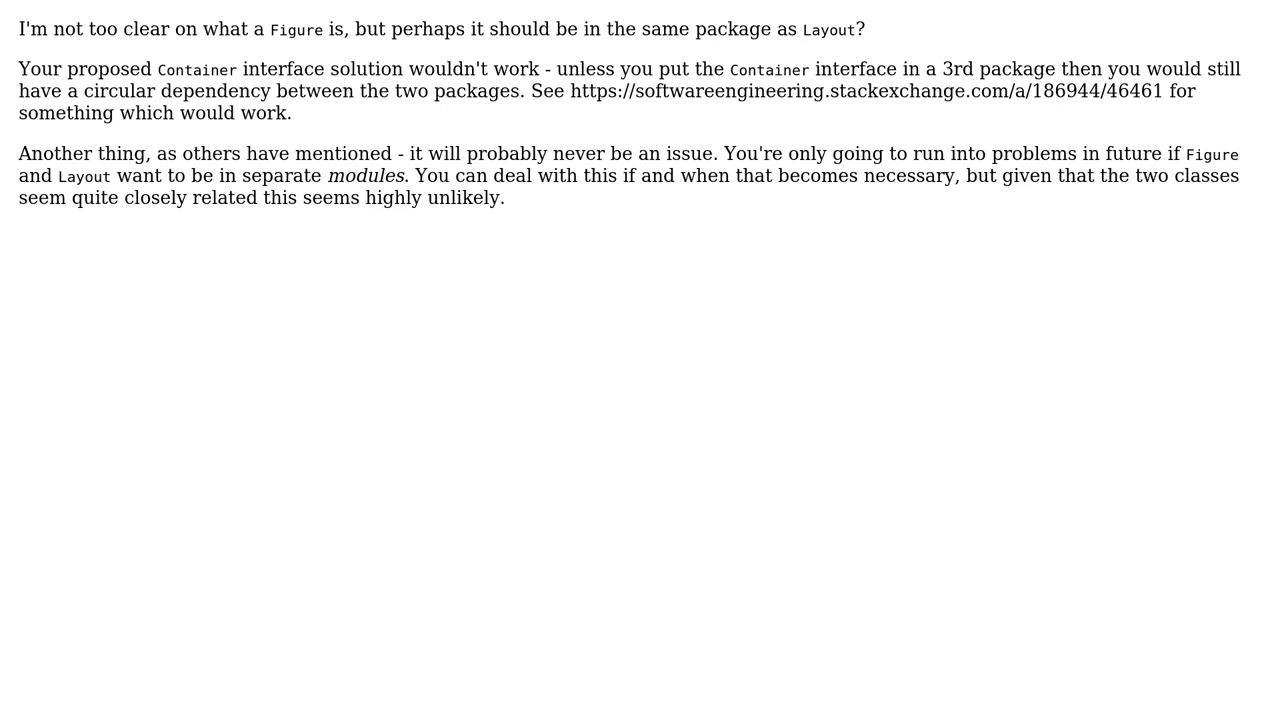 I'm not too clear on what a Figure is, but perhaps it should be in the same package as Layout?
Your proposed Container interface solution wouldn't work - unless you put the Container interface in a 3rd package then you would still
have a circular dependency between the two packages. See https://softwareengineering.stackexchange.com/a/186944/46461 for
something which would work.
Another thing, as others have mentioned - it will probably never be an issue. You're only going to run into problems in future if Figure
and Layout want to be in separate modules. You can deal with this if and when that becomes necessary, but given that the two classes
seem quite closely related this seems highly unlikely.